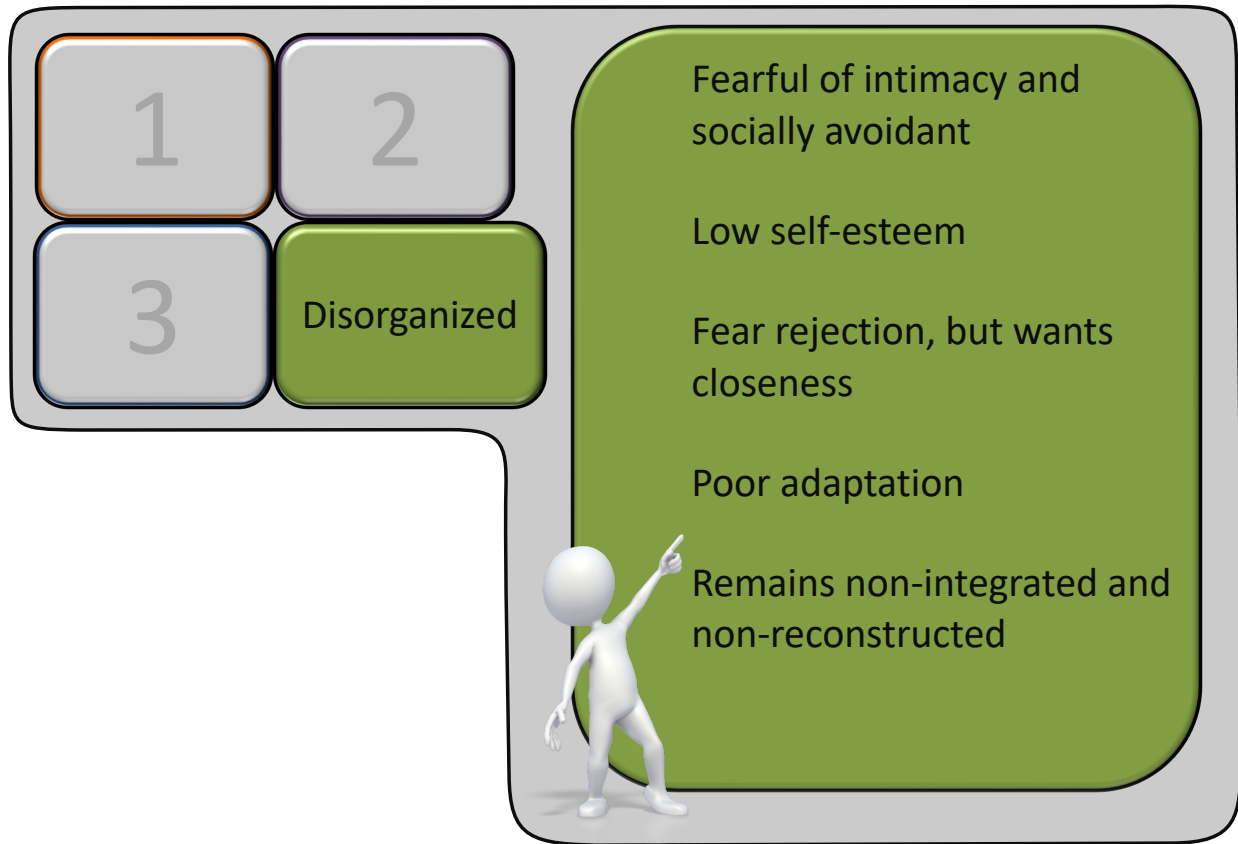 1
2
3
Disorganized
Fearful of intimacy and
socially avoidant
Low self-esteem
Fear rejection, but wants
closeness
Poor adaptation
Remains non-integrated and
non-reconstructed